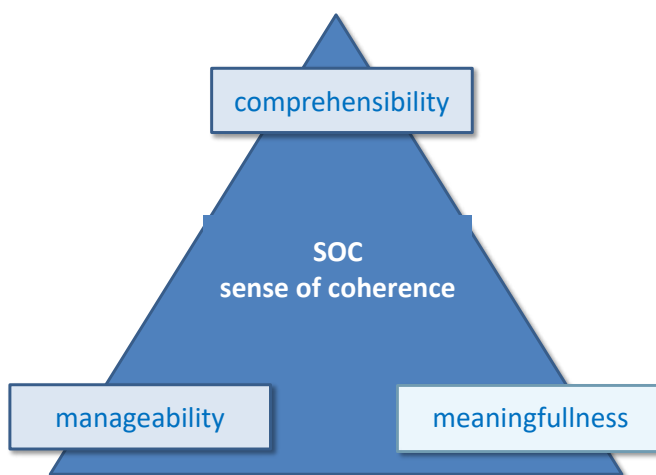 comprehensibility
SOC
sense of coherence
manageability
meaningfullness